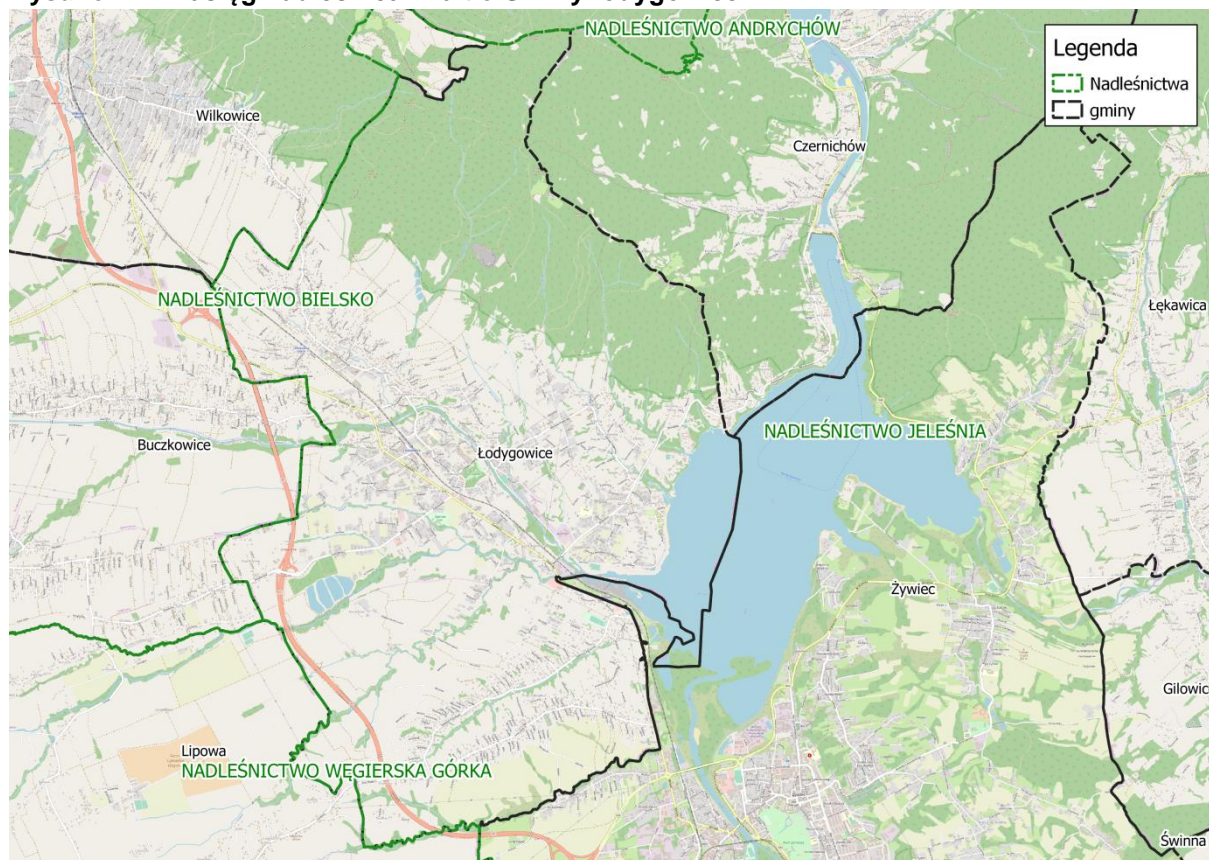 NADLEŚNICTWO ANDRYCHÓW
Legenda
Nadleśnictwa
gminy
Wilkowice
Czernichów
NADLEŚNICTWO BIELSKO
Łękawica
Buczkowice
Łodygowice
NADLEŚNICTWO JELEŚNIA
Żywiec
Gilowic
Lipowa
NADLEŚNICTWO WĘGIERSKA GÓRKA
Świnna